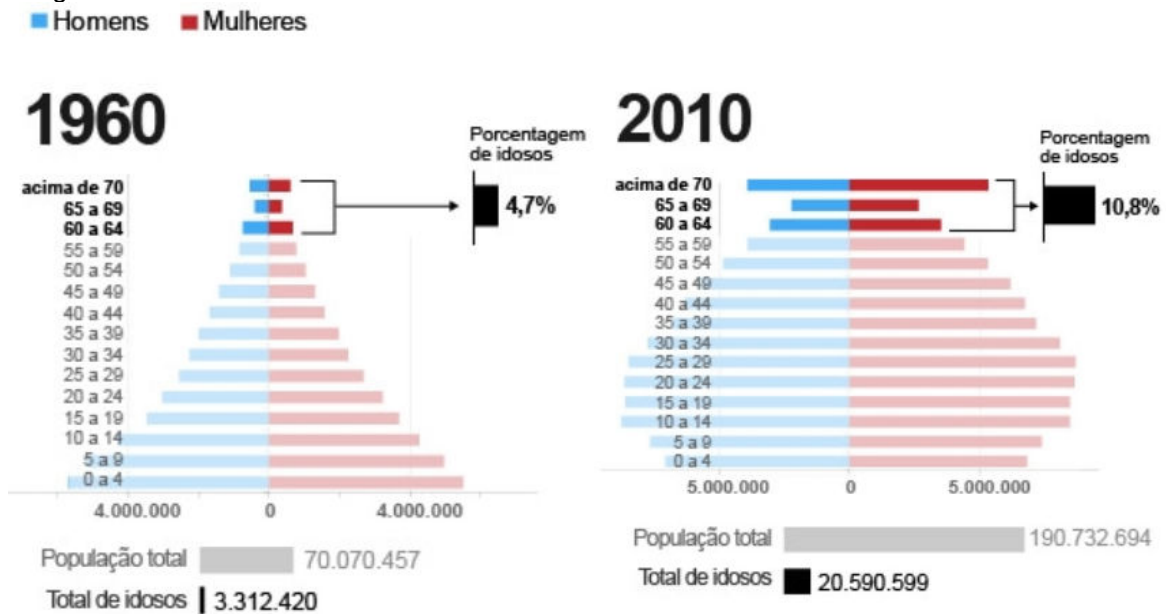 Homens Mulheres
1960
Porcentagem
de idosos
acima de 70
65 a 69
60 a 64
4,7%
55 a 59
50 a 54
45 a 49
40 a 44
35 a 39
30 a 34
25 a 29
20 a 24
15 a 19
10 a 14
5 a 9
0 a 4
4.000.000 0 4.000.000
População total 70.070.457
Total de idosos 3.312.420
2010
Porcentagem
de idosos
acima de 70
65 a 69
60 a 64
10,8%
55 a 59
50 a 54
45 a 49
40 a 44
35 a 39
30 a 34
25 a 29
20 a 24
15 a 19
10 a 14
5 a 9
0 a 4
5.000.000 0 5.000.000
População total 190.732.694
Total de idosos 20.590.599